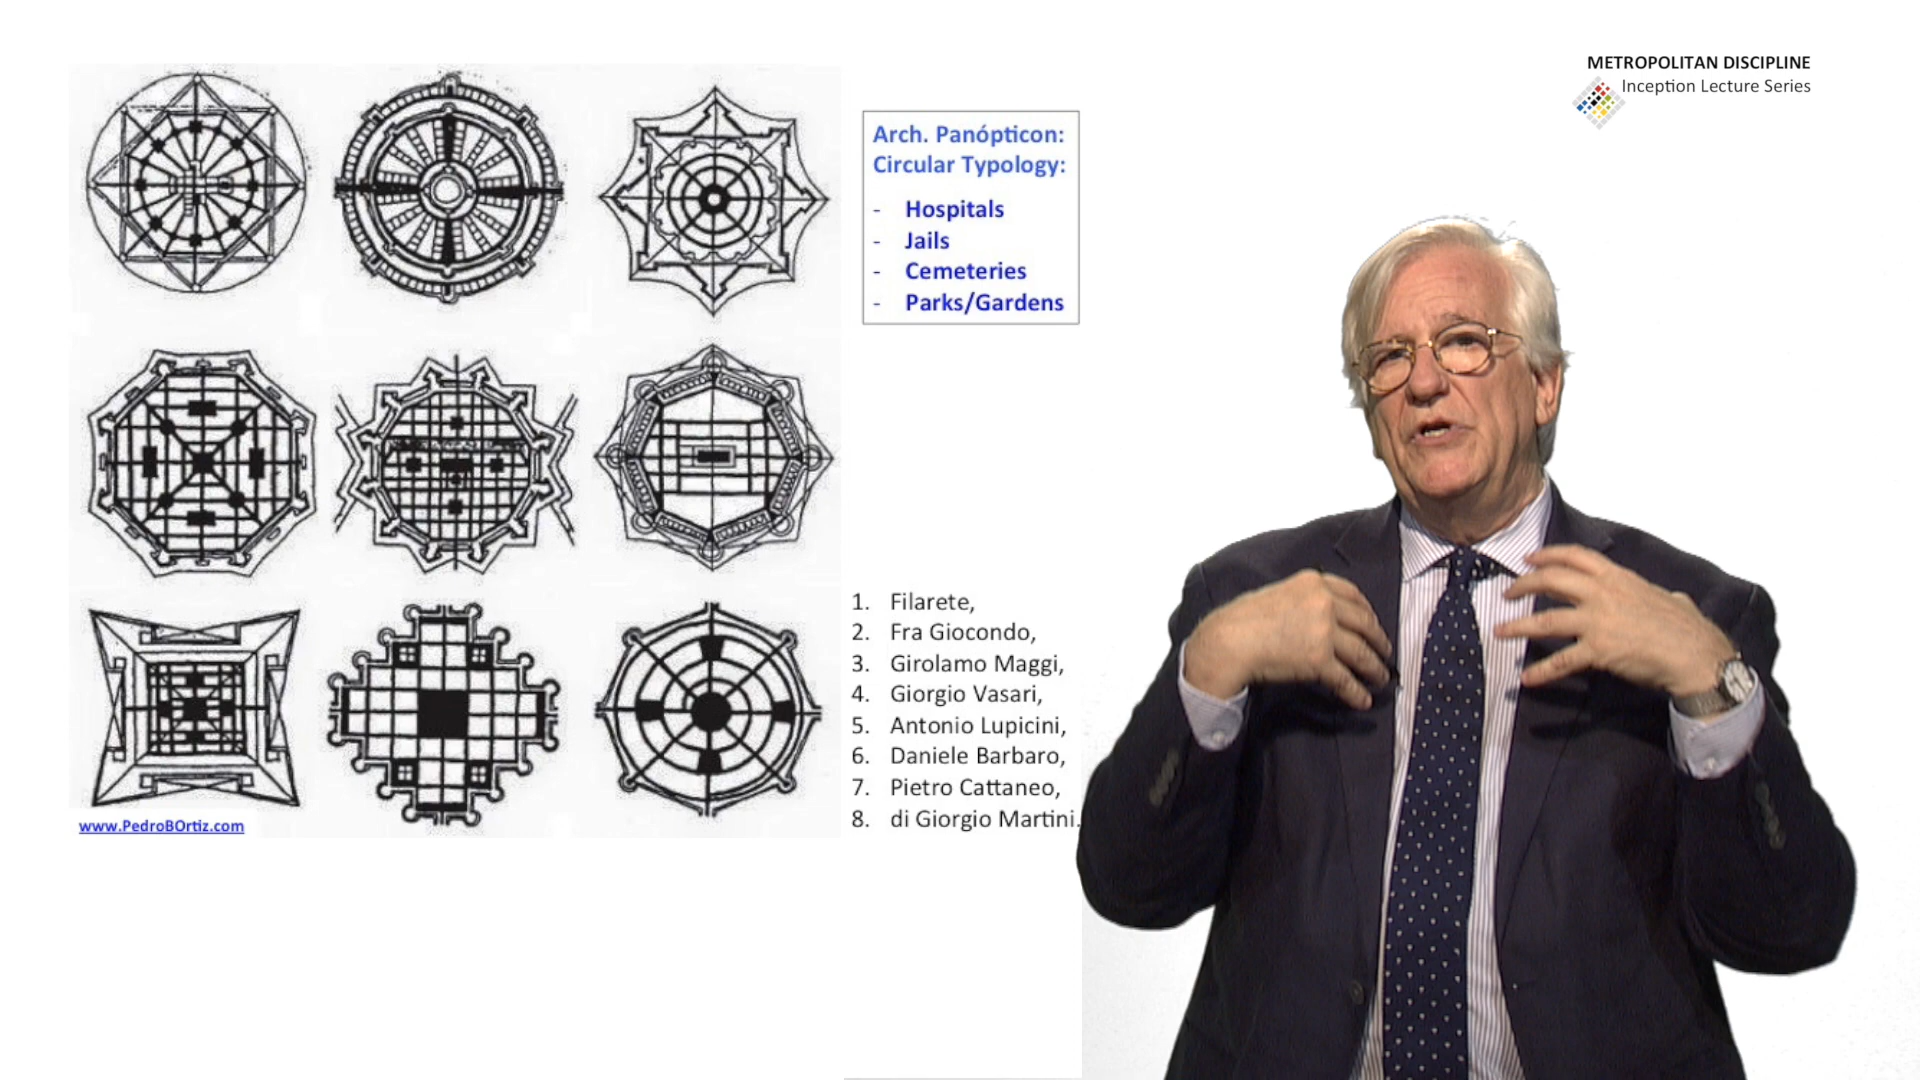 METROPOLITAN DISCIPLINE
Inception Lecture Series
Arch. Panópticon:
Circular Typology:
- Hospitals
- Jails
- Cemeteries
- Parks/Gardens
1. Filarete,
2. Fra Giocondo,
3. Girolamo Maggi,
4. Giorgio Vasari,
5. Antonio Lupicini,
6. Daniele Barbaro,
7. Pietro Cattaneo,
8. di Giorgio Martini.
www.PedroBOrtiz.com